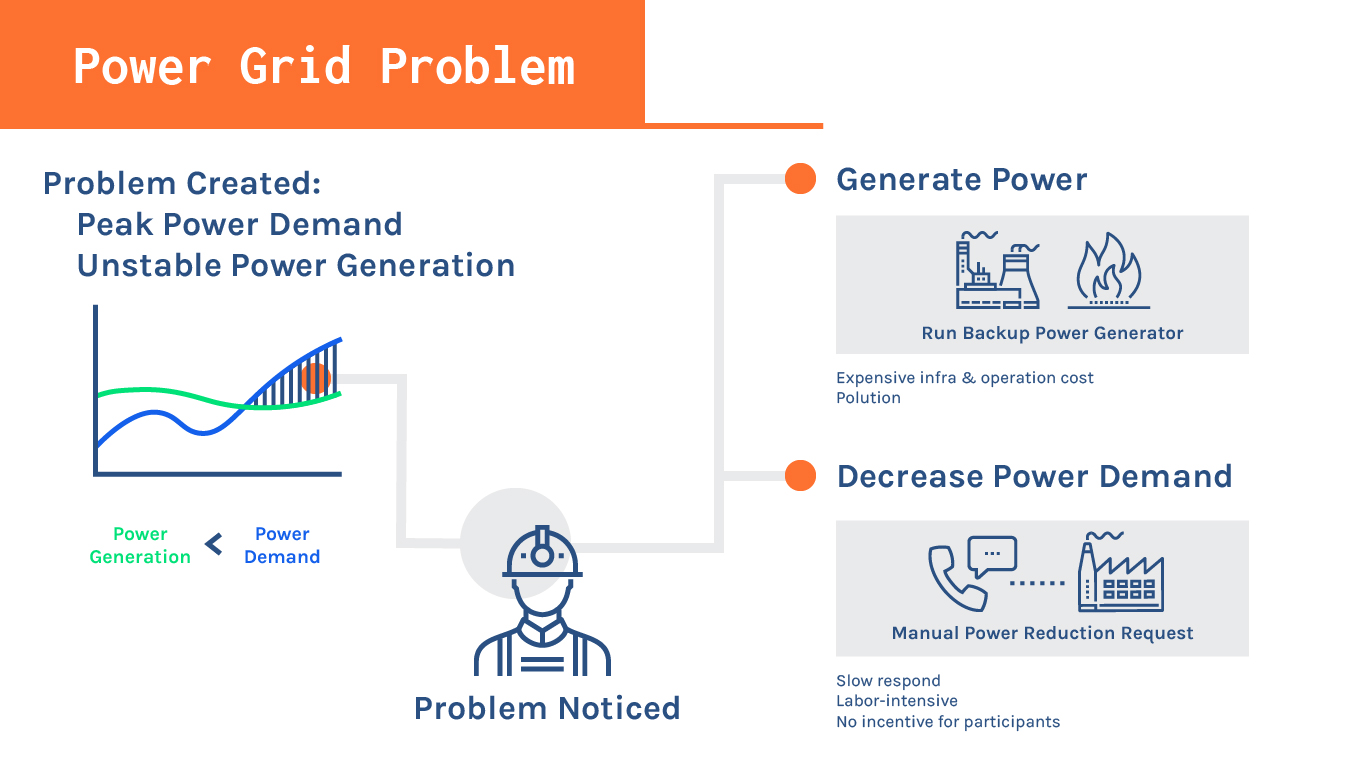 Power Grid Problem
Problem Created:
Peak Power Demand
Unstable Power Generation
Power
Generation
<
Power
Demand
Problem Noticed
Generate Power
Run Backup Power Generator
Expensive infra & operation cost
Polution
Decrease Power Demand
...
Manual Power Reduction Request
Slow respond
Labor-intensive
No incentive for participants